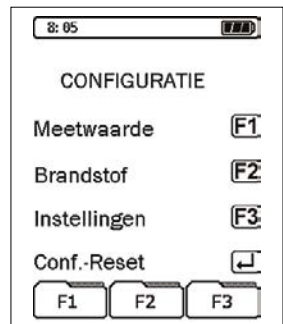 8:05
CONFIGURATIE
Meetwaarde F1
Brandstof F2
Instellingen F3
Conf.-Reset ↵
F1 F2 F3